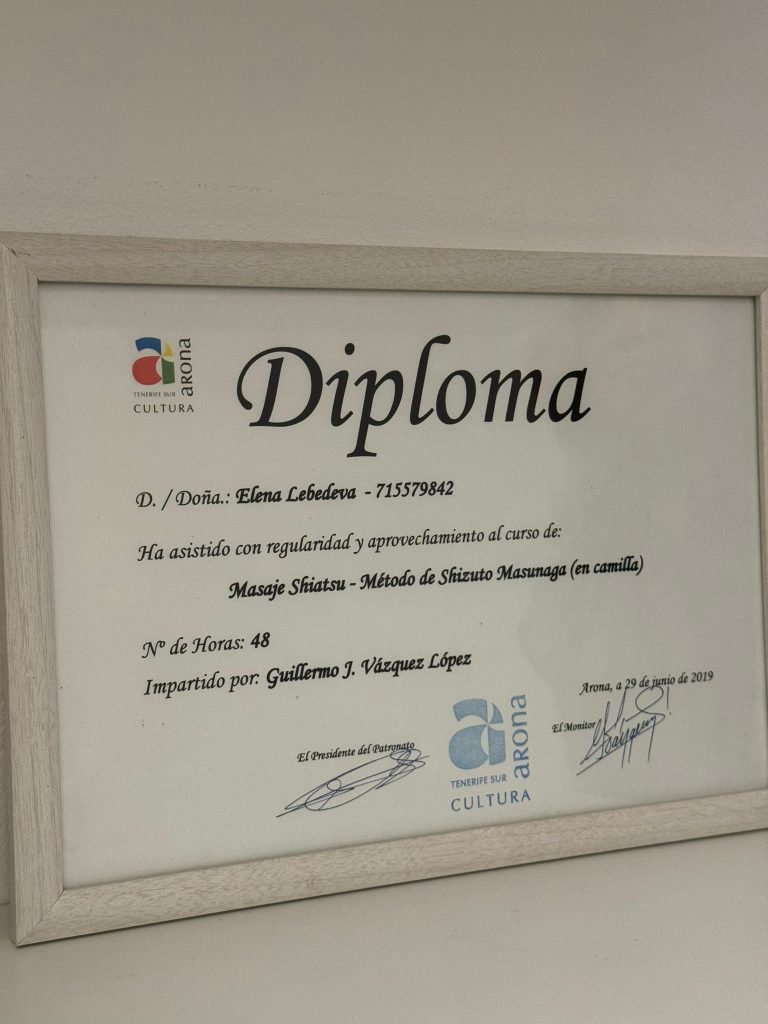 arona
TENERIFE SUR
CULTURA
Diploma
D. / Doña.: Elena Lebedeva - 715579842
Ha asistido con regularidad y aprovechamiento al curso de:
Masaje Shiatsu - Método de Shizuto Masunaga (en camilla)
Nº de Horas: 48
Impartido por: Guillermo J. Vázquez López
Arona, a 29 de junio de 2019
El Presidente del Patronato
El Monitor
arona
TENERIFE SUR
CULTURA